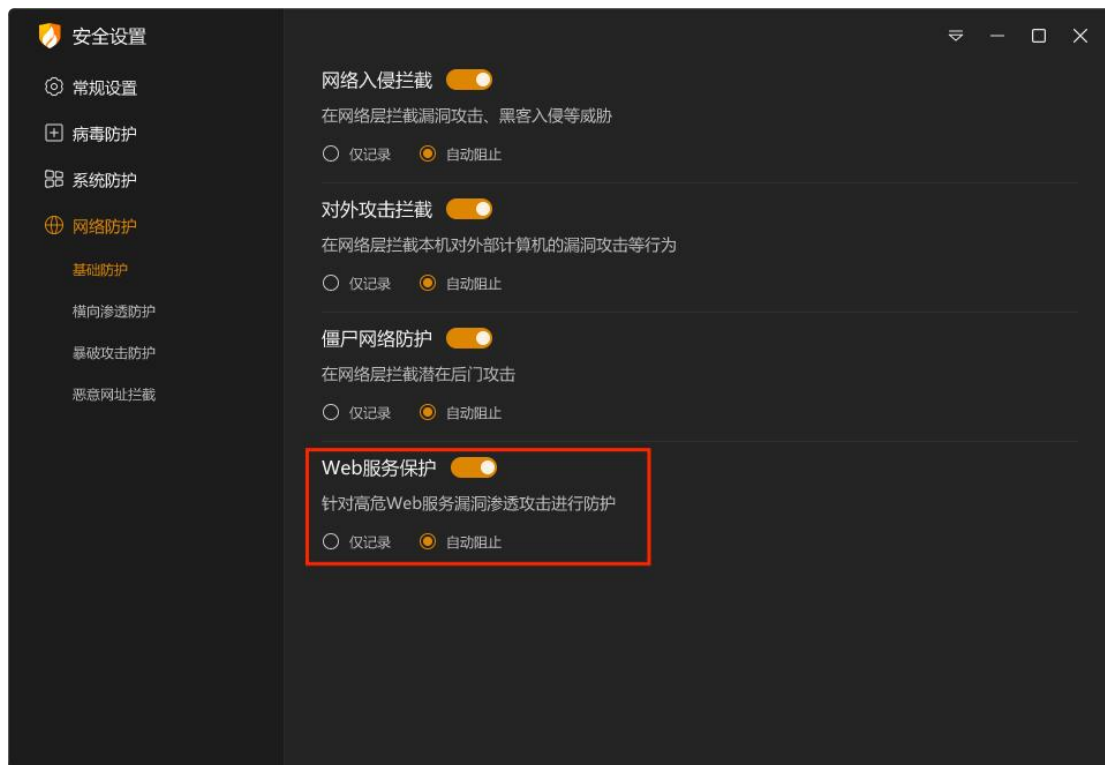 安全设置
常规设置
病毒防护
系统防护
网络防护
基础防护
横向渗透防护
暴破攻击防护
恶意网址拦截
网络入侵拦截
在网络层拦截漏洞攻击、黑客入侵等威胁
仅记录 自动阻止
对外攻击拦截
在网络层拦截本机对外部计算机的漏洞攻击等行为
仅记录 自动阻止
僵尸网络防护
在网络层拦截潜在后门攻击
仅记录 自动阻止
Web服务保护
针对高危Web服务漏洞渗透攻击进行防护
仅记录 自动阻止